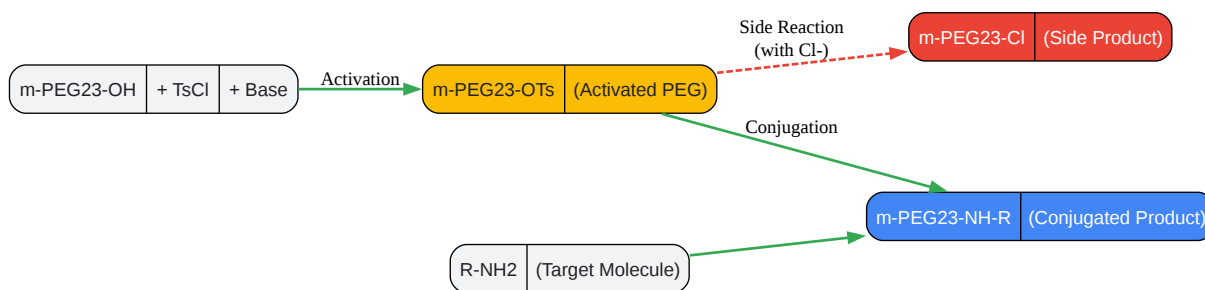 Side Reaction
(with Cl-)
m-PEG23-Cl (Side Product)
m-PEG23-OH + TsCl + Base
Activation
m-PEG23-OTs (Activated PEG)
Conjugation
m-PEG23-NH-R (Conjugated Product)
R-NH2 (Target Molecule)